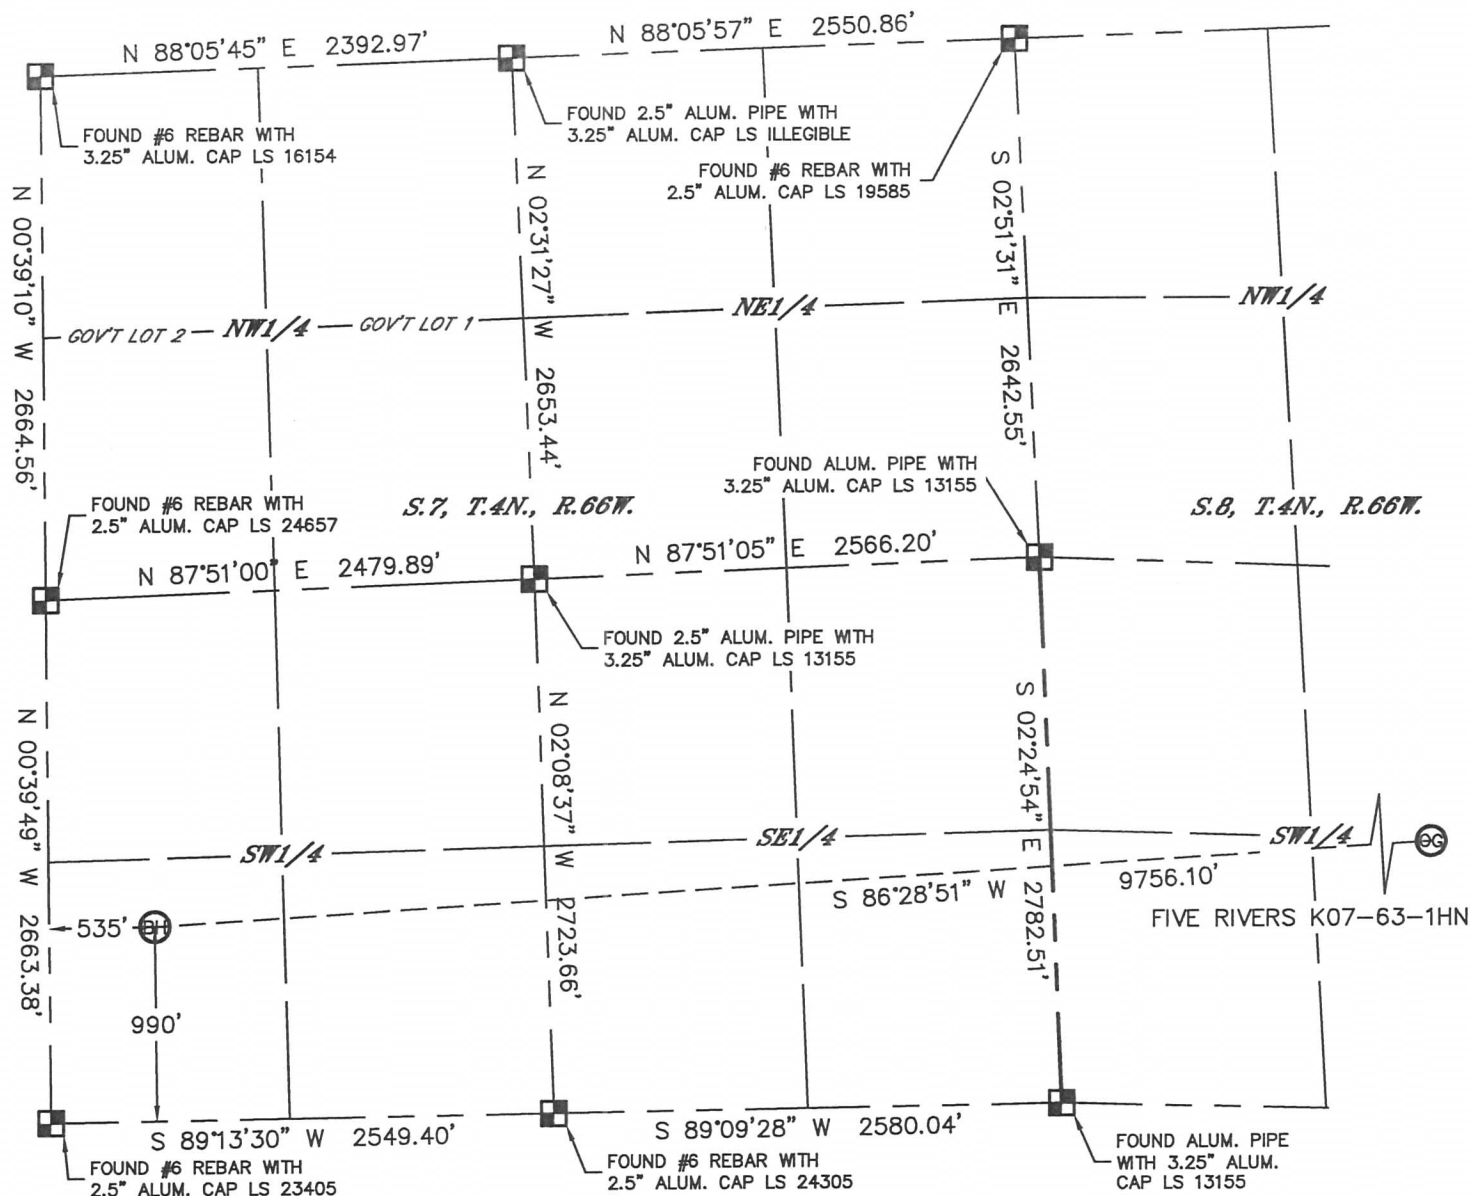 N 88°05'45" E 2392.97'
N 88°05'57" E 2550.86'
FOUND #6 REBAR WITH
3.25" ALUM. CAP LS 16154
FOUND 2.5" ALUM. PIPE WITH
3.25" ALUM. CAP LS ILLEGIBLE
FOUND #6 REBAR WITH
2.5" ALUM. CAP LS 19585
N 00°39'10" W 2664.56'
N 02°31'27" W 2653.44'
S 02°51'31" E 2642.55'
GOV'T LOT 2
NW1/4
GOV'T LOT 1
NE1/4
NW1/4
FOUND #6 REBAR WITH
2.5" ALUM. CAP LS 24657
S.7, T.4N., R.66W.
FOUND ALUM. PIPE WITH
3.25" ALUM. CAP LS 13155
S.8, T.4N., R.66W.
N 87°51'00" E 2479.89'
N 87°51'05" E 2566.20'
FOUND 2.5" ALUM. PIPE WITH
3.25" ALUM. CAP LS 13155
N 00°39'49" W 2663.38'
N 02°08'37" W 2723.66'
S 02°24'54" E 2782.51'
SW1/4
SE1/4
SW1/4
OG
S 86°28'51" W 9756.10'
FIVE RIVERS K07-63-1HN
535'
BH
990'
S 89°13'30" W 2549.40'
S 89°09'28" W 2580.04'
FOUND #6 REBAR WITH
2.5" ALUM. CAP LS 23405
FOUND #6 REBAR WITH
2.5" ALUM. CAP LS 24305
FOUND ALUM. PIPE
WITH 3.25" ALUM.
CAP LS 13155